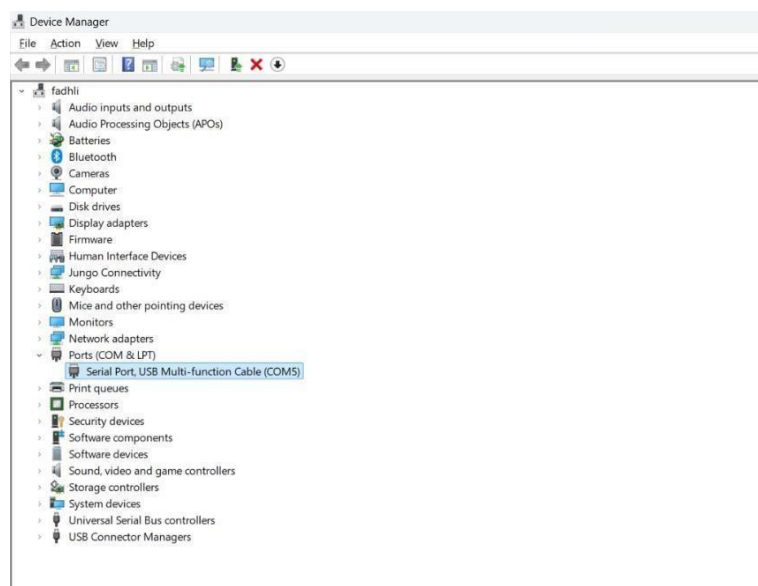 Device Manager
File Action View Help
fadhli
Audio inputs and outputs
Audio Processing Objects (APOs)
Batteries
Bluetooth
Cameras
Computer
Disk drives
Display adapters
Firmware
Human Interface Devices
Jungo Connectivity
Keyboards
Mice and other pointing devices
Monitors
Network adapters
Ports (COM & LPT)
Serial Port, USB Multi-function Cable (COM5)
Print queues
Processors
Security devices
Software components
Software devices
Sound, video and game controllers
Storage controllers
System devices
Universal Serial Bus controllers
USB Connector Managers